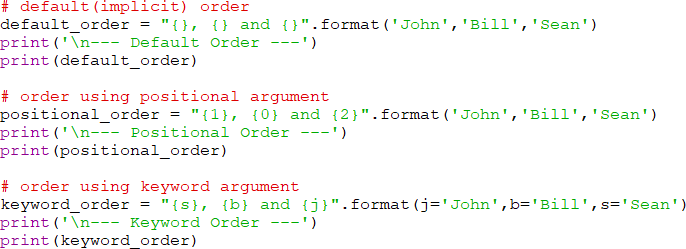 # default(implicit) order
default_order = "{}, {} and {}".format('John','Bill','Sean')
print('\n--- Default Order ---')
print(default_order)

# order using positional argument
positional_order = "{1}, {0} and {2}".format('John','Bill','Sean')
print('\n--- Positional Order ---')
print(positional_order)

# order using keyword argument
keyword_order = "{s}, {b} and {j}".format(j='John',b='Bill',s='Sean')
print('\n--- Keyword Order ---')
print(keyword_order)